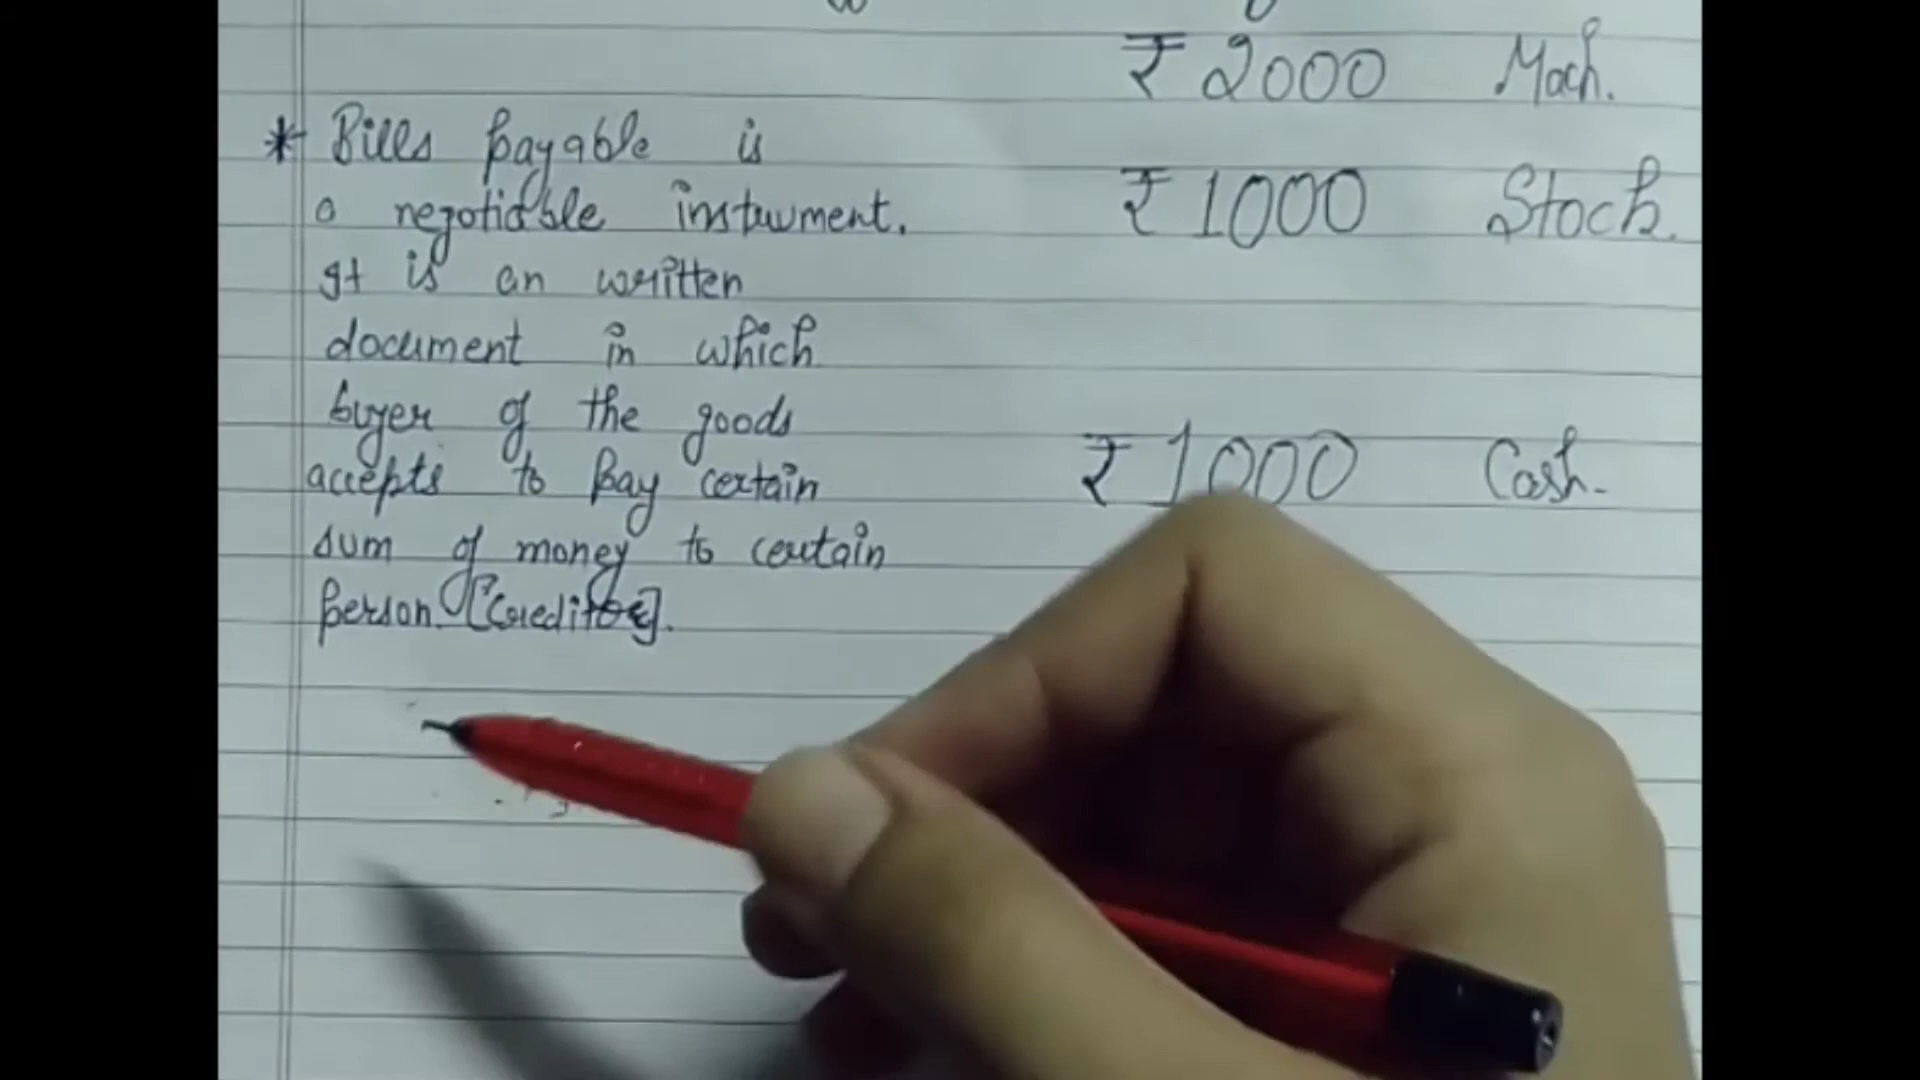 ₹ 2000 Mach.
* Bills payable is
a negotiable instrument.
₹ 1000 Stock.
It is an written
document in which
buyer of the goods
accepts to pay certain
₹ 1000 Cash.
sum of money to certain
person [Creditor].